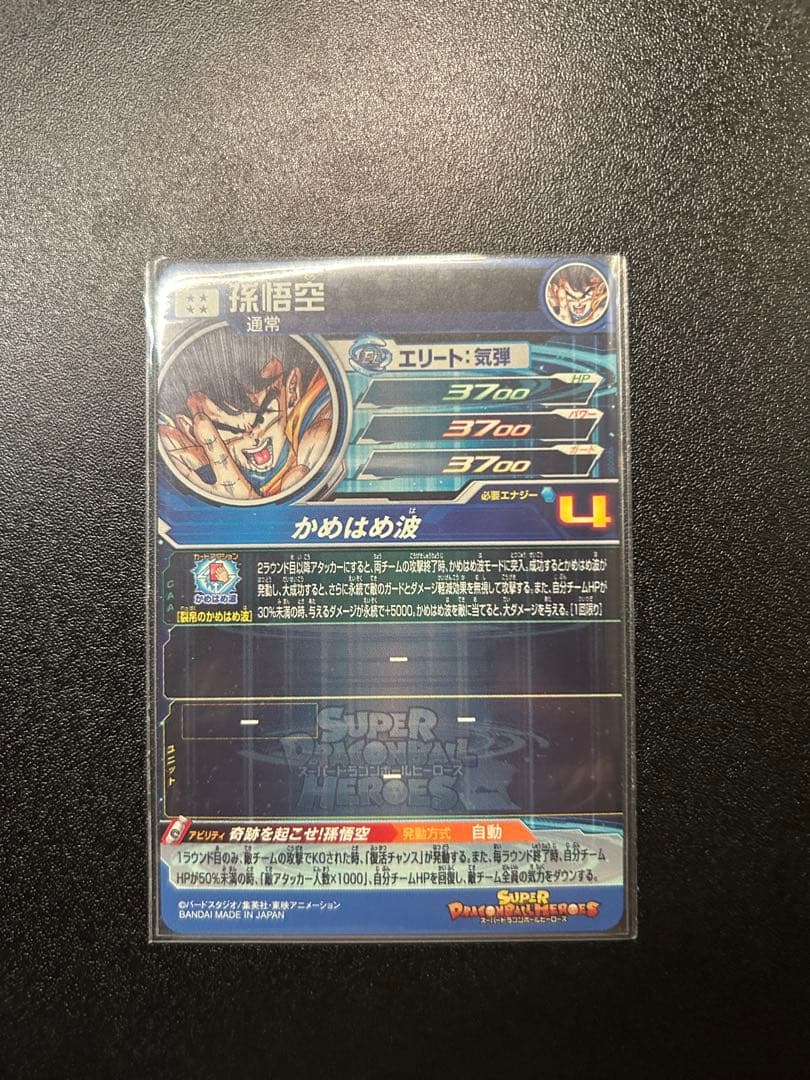 ★★
★★
孫悟空
通常
エリート:気弾
HP
3700
パワー
3700
ガード
3700
必要エナジー 4
かめはめ波
CAA
カードアクション
かめはめ波
[裂帛のかめはめ波]
2ラウンド目以降アタッカーにすると、両チームの攻撃終了時、かめはめ波モードに突入。成功するとかめはめ波が
発動し、大成功すると、さらに永続で敵のガードとダメージ軽減効果を無視して攻撃する。また、自分チームHPが
30%未満の時、与えるダメージが永続で+5000。かめはめ波を敵に当てると、大ダメージを与える。[1回限り]
ー
ユニット
ー ー
ー
SUPER
DRAGONBALL
スーパードラゴンボールヒーローズ
HEROES
アビリティ 奇跡を起こせ!孫悟空 発動方式 自動
1ラウンド目のみ、敵チームの攻撃でKOされた時、「復活チャンス」が発動する。また、毎ラウンド終了時、自分チーム
HPが50%未満の時、「敵アタッカー人数×1000」、自分チームHPを回復し、敵チーム全員の気力をダウンする。
©バードスタジオ/集英社・東映アニメーション
BANDAI MADE IN JAPAN
SUPER
DRAGONBALL HEROES
スーパードラゴンボールヒーローズ